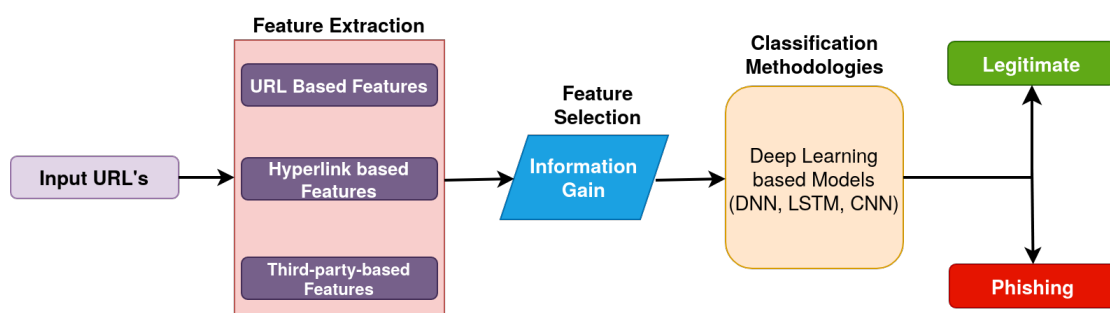 Feature Extraction
URL Based Features
Hyperlink based
Features
Third-party-based
Features
Input URL's
Feature
Selection
Information
Gain
Classification
Methodologies
Deep Learning
based Models
(DNN, LSTM, CNN)
Legitimate
Phishing